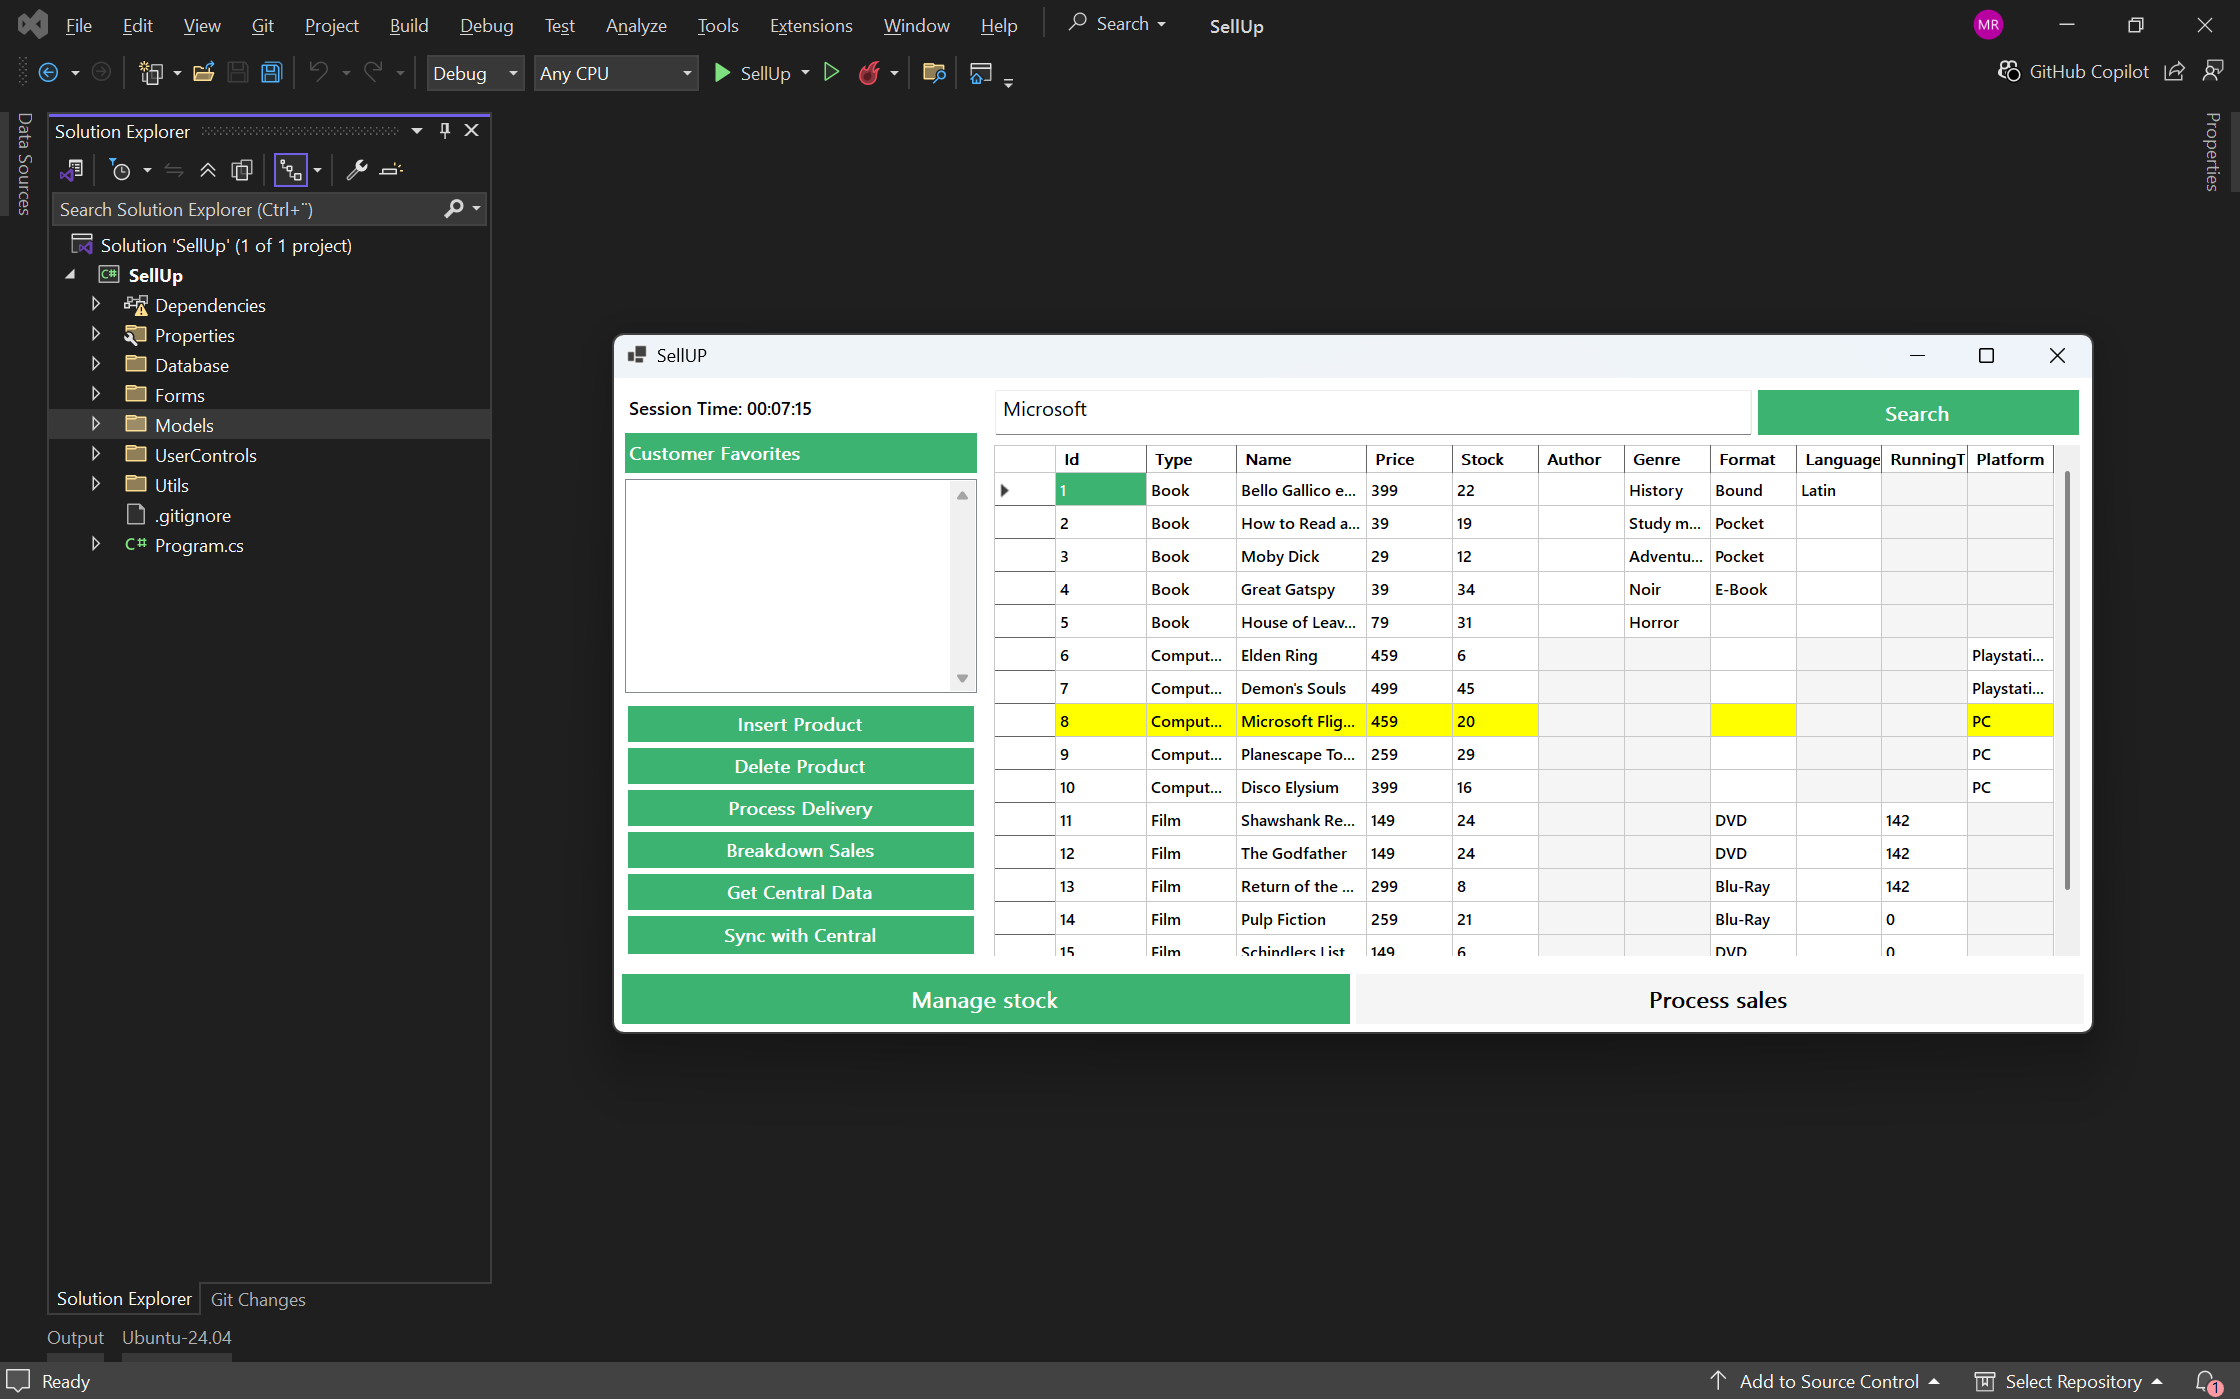 File Edit View Git Project Build Debug Test Analyze Tools Extensions Window Help Search SellUp MR
Debug Any CPU SellUp GitHub Copilot
Data Sources
Properties
Solution Explorer
Search Solution Explorer (Ctrl+¨)
Solution 'SellUp' (1 of 1 project)
C# SellUp
Dependencies
Properties
Database
Forms
Models
UserControls
Utils
.gitignore
C# Program.cs
SellUP
Session Time: 00:07:15
Microsoft
Search
Customer Favorites
Insert Product
Delete Product
Process Delivery
Breakdown Sales
Get Central Data
Sync with Central
Id Type Name Price Stock Author Genre Format Language RunningT Platform
1 Book Bello Gallico e... 399 22 History Bound Latin
2 Book How to Read a... 39 19 Study m... Pocket
3 Book Moby Dick 29 12 Adventu... Pocket
4 Book Great Gatspy 39 34 Noir E-Book
5 Book House of Leav... 79 31 Horror
6 Comput... Elden Ring 459 6 Playstati...
7 Comput... Demon's Souls 499 45 Playstati...
8 Comput... Microsoft Flig... 459 20 PC
9 Comput... Planescape To... 259 29 PC
10 Comput... Disco Elysium 399 16 PC
11 Film Shawshank Re... 149 24 DVD 142
12 Film The Godfather 149 24 DVD 142
13 Film Return of the ... 299 8 Blu-Ray 142
14 Film Pulp Fiction 259 21 Blu-Ray 0
15 Film Schindlers List 149 6 DVD 0
Manage stock
Process sales
Solution Explorer Git Changes
Output Ubuntu-24.04
Ready Add to Source Control Select Repository 1